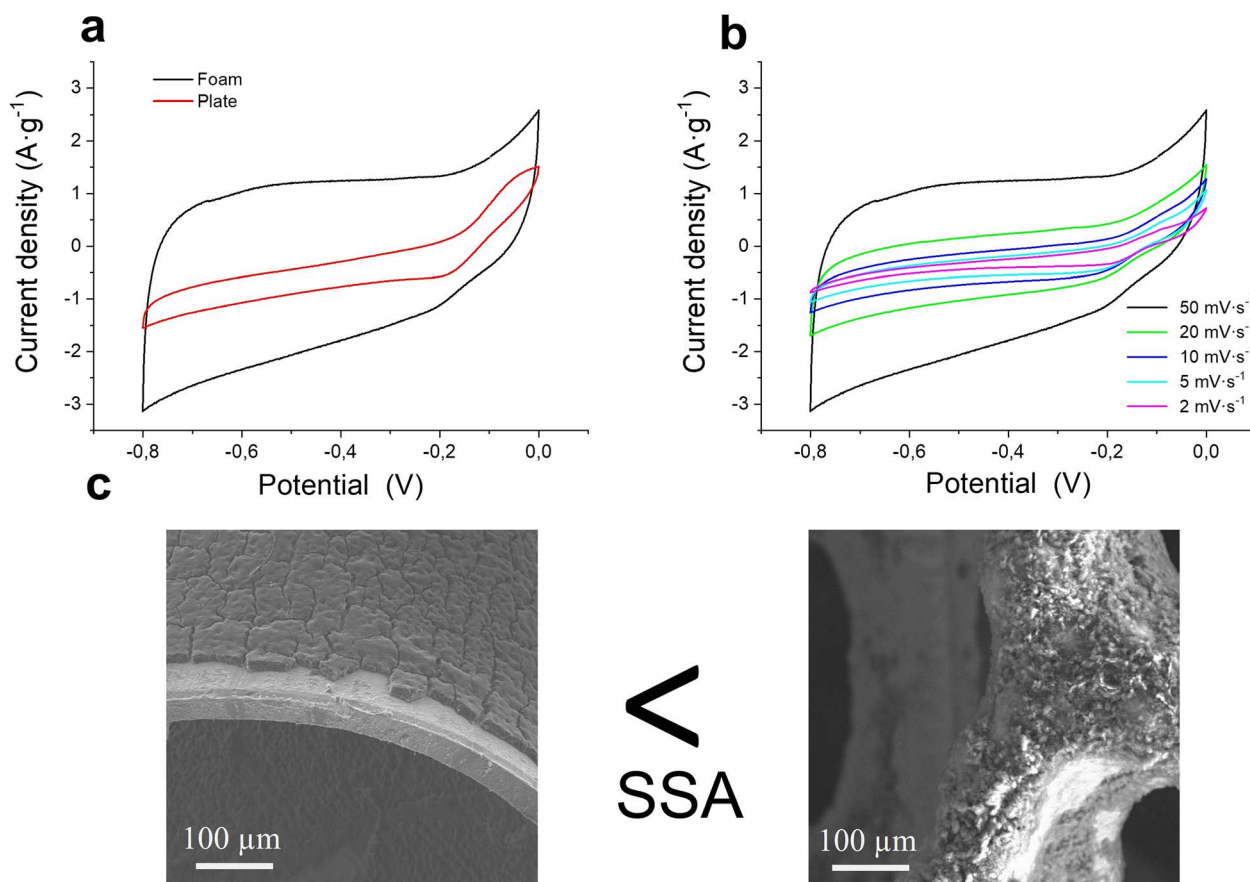 a
Foam
Plate
Current density (A·g⁻¹)
3
2
1
0
-1
-2
-3
-0,8
-0,6
-0,4
-0,2
0,0
Potential (V)
b
Current density (A·g⁻¹)
3
2
1
0
-1
-2
-3
50 mV·s⁻
20 mV·s⁻
10 mV·s⁻
5 mV·s⁻¹
2 mV·s⁻¹
-0,8
-0,6
-0,4
-0,2
0,0
Potential (V)
c
100 µm
<
SSA
100 µm